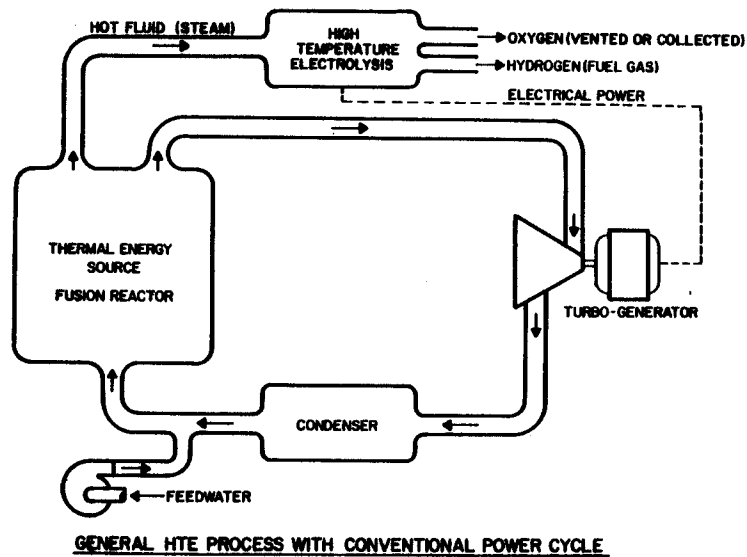 HOT FLUID (STEAM)
HIGH
TEMPERATURE
ELECTROLYSIS
OXYGEN (VENTED OR COLLECTED)
HYDROGEN (FUEL GAS)
ELECTRICAL POWER
THERMAL ENERGY
SOURCE
FUSION REACTOR
TURBO-GENERATOR
CONDENSER
FEEDWATER
GENERAL HTE PROCESS WITH CONVENTIONAL POWER CYCLE